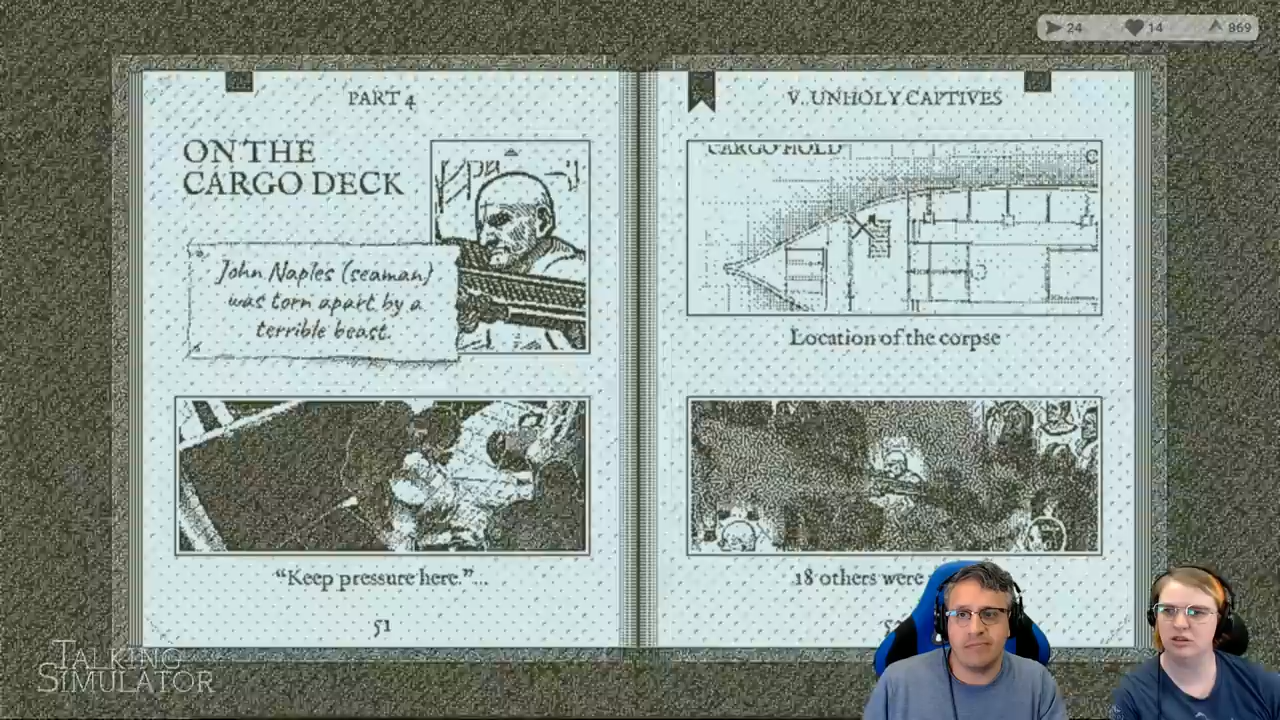 24
14
869
PART 4
ON THE
CARGO DECK
John Naples (seaman)
was torn apart by a
terrible beast.
"Keep pressure here."...
51
V. UNHOLY CAPTIVES
CARGO HOLD
Location of the corpse
18 others were
TALKING
SIMULATOR